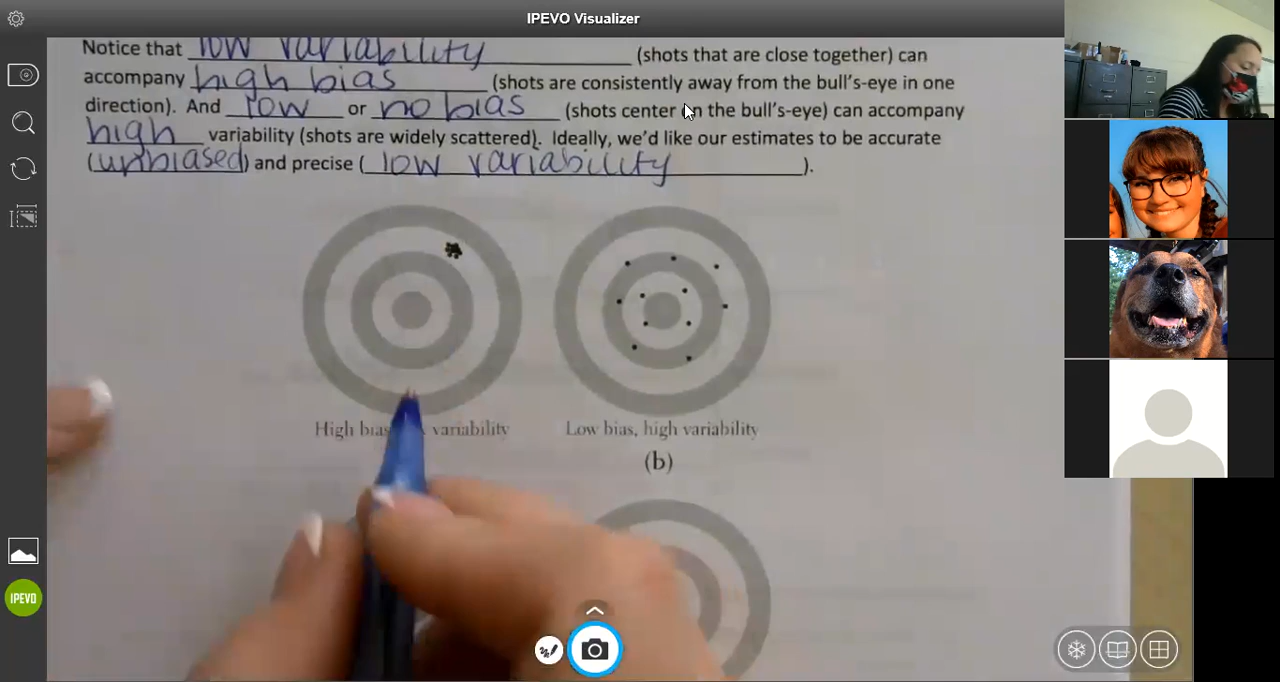 IPEVO Visualizer
Notice that low variability (shots that are close together) can
accompany high bias (shots are consistently away from the bull's-eye in one
direction). And low or no bias (shots center on the bull's-eye) can accompany
high variability (shots are widely scattered). Ideally, we'd like our estimates to be accurate
(unbiased) and precise (low variability).
High bias variability
Low bias, high variability
(b)
IPEVO